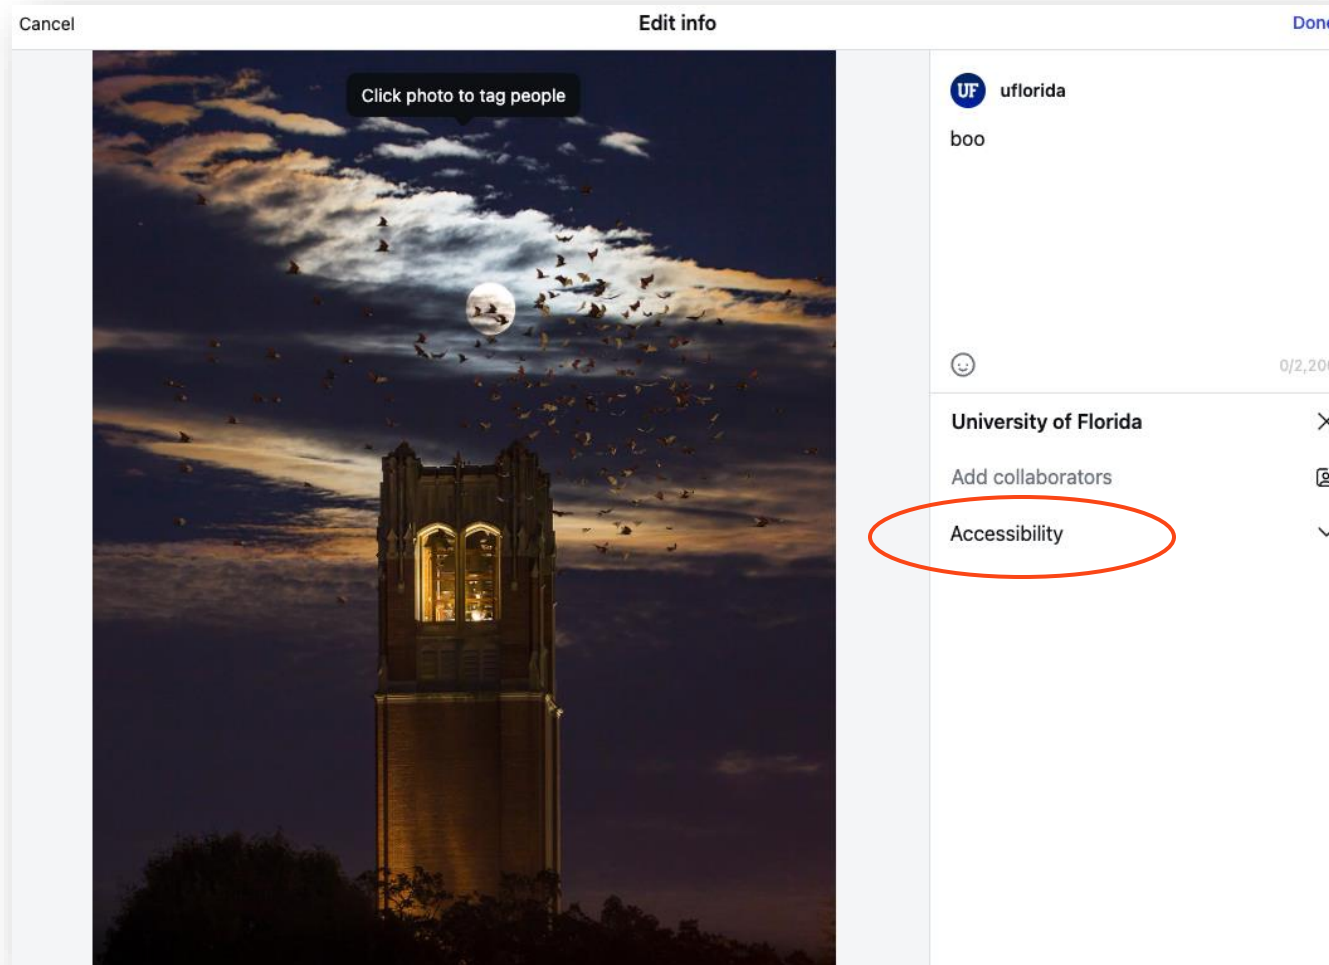 Cancel
Edit info
Click photo to tag people
UF
uflorida
boo
University of Florida
Add collaborators
Accessibility